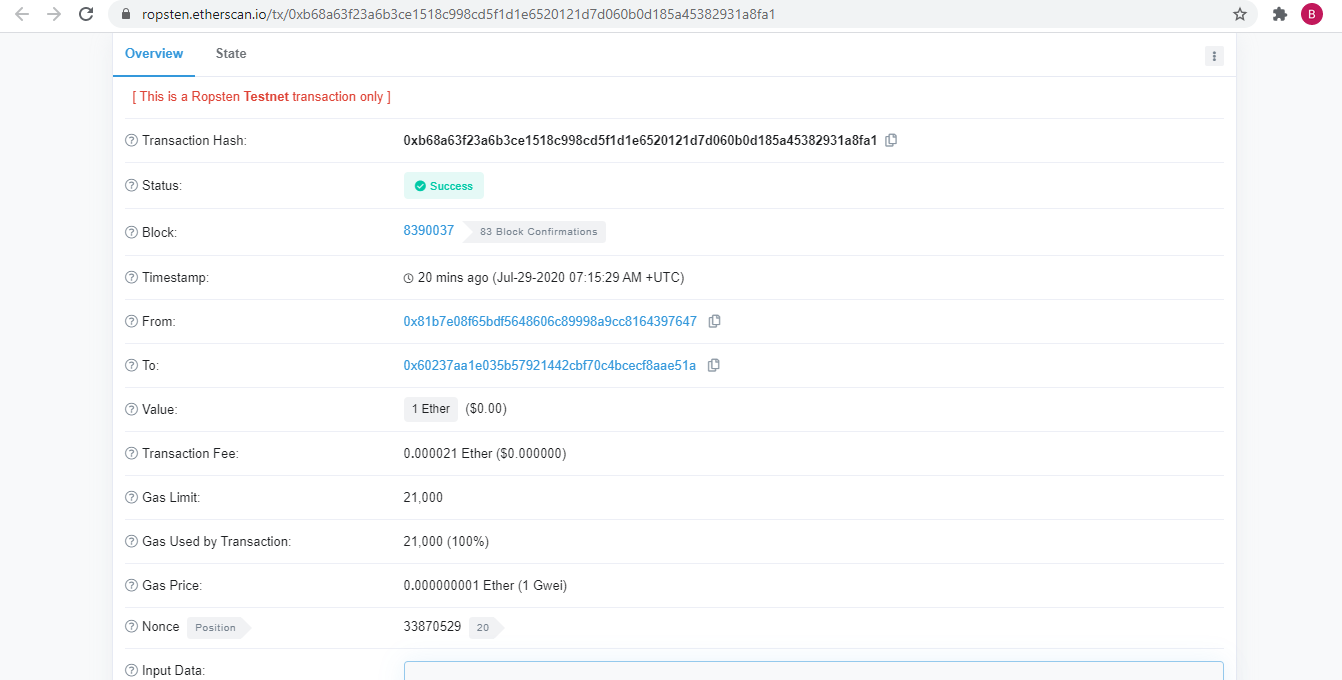 ropsten.etherscan.io/tx/0xb68a63f23a6b3ce1518c998cd5f1d1e6520121d7d060b0d185a45382931a8fa1
B
Overview State
[ This is a Ropsten Testnet transaction only ]
Transaction Hash: 0xb68a63f23a6b3ce1518c998cd5f1d1e6520121d7d060b0d185a45382931a8fa1
Status: Success
Block: 8390037 83 Block Confirmations
Timestamp: 20 mins ago (Jul-29-2020 07:15:29 AM +UTC)
From: 0x81b7e08f65bdf5648606c89998a9cc8164397647
To: 0x60237aa1e035b57921442cbf70c4bcecf8aae51a
Value: 1 Ether ($0.00)
Transaction Fee: 0.000021 Ether ($0.000000)
Gas Limit: 21,000
Gas Used by Transaction: 21,000 (100%)
Gas Price: 0.000000001 Ether (1 Gwei)
Nonce Position 33870529 20
Input Data: